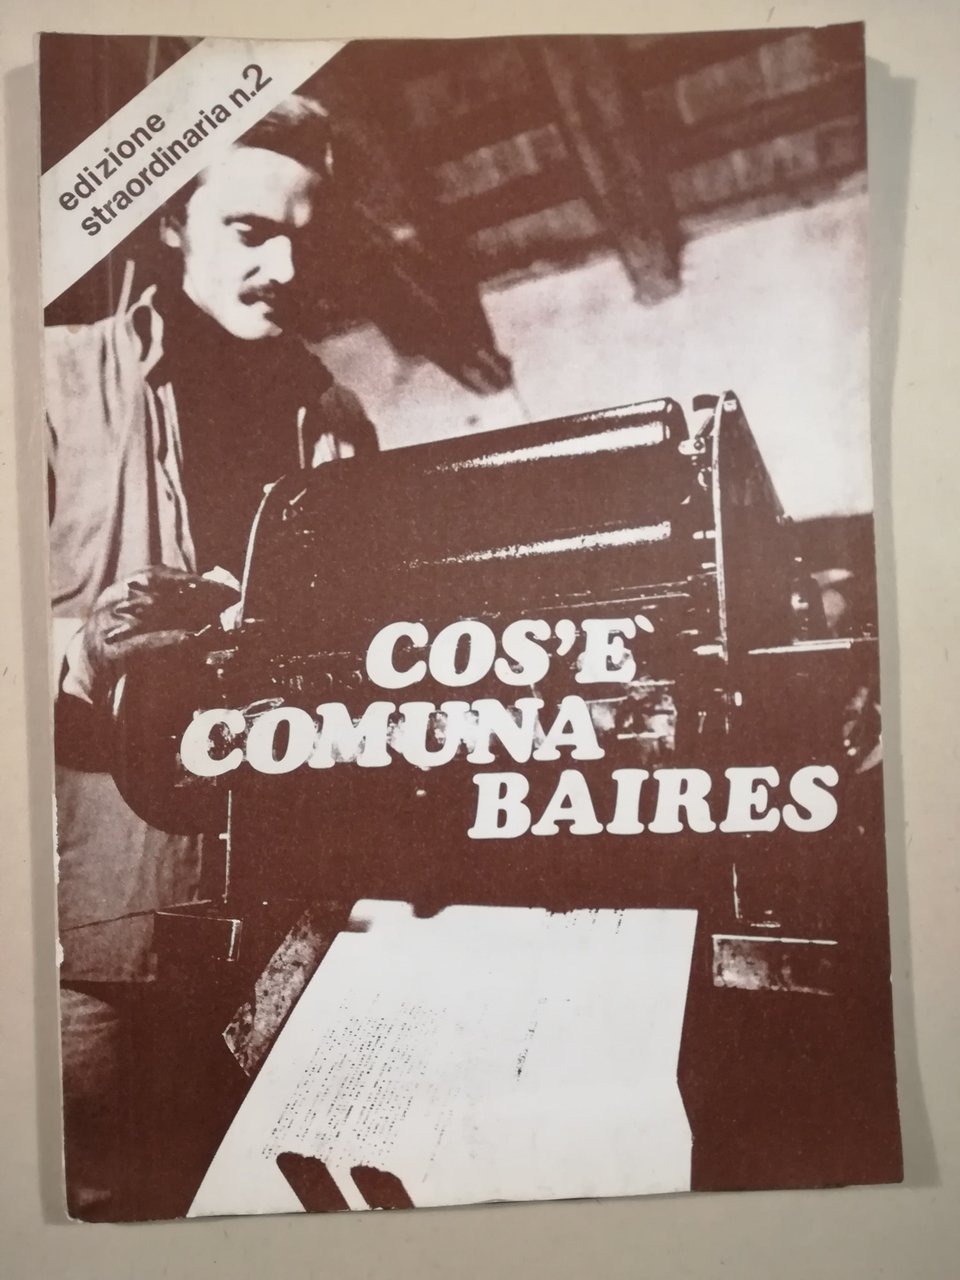 edizione
straordinaria n.2
COS'E`
COMUNA
BAIRES